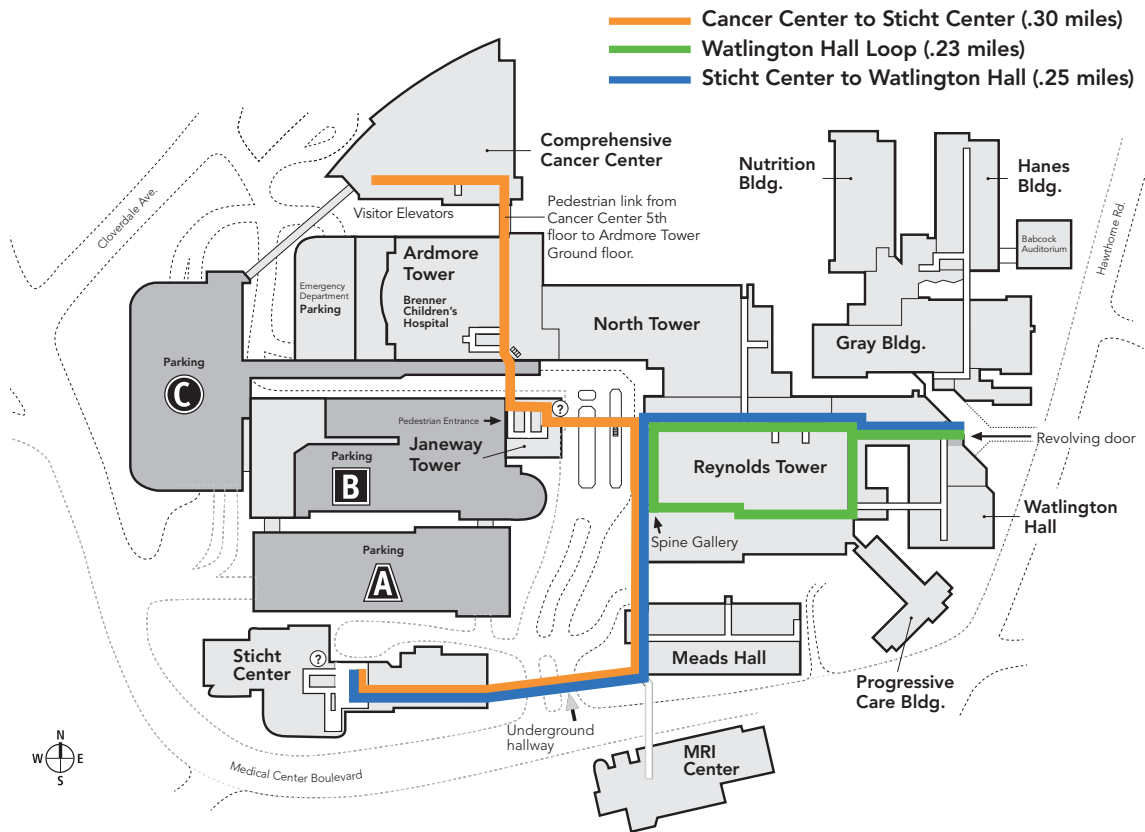 Cancer Center to Sticht Center (.30 miles)
Watlington Hall Loop (.23 miles)
Sticht Center to Watlington Hall (.25 miles)
Comprehensive
Cancer Center
Nutrition
Bldg.
Hanes
Bldg.
Cloverdale Ave.
Visitor Elevators
Pedestrian link from
Cancer Center 5th
floor to Ardmore Tower
Ground floor.
Babcock
Auditorium
Hawthorne Rd.
Ardmore
Tower
Brenner
Children's
Hospital
Emergency
Department
Parking
North Tower
Gray Bldg.
Parking
C
Pedestrian Entrance
?
Janeway
Tower
Parking
B
Reynolds Tower
Revolving door
Watlington
Hall
Spine Gallery
Parking
A
Sticht
Center
?
Meads Hall
Progressive
Care Bldg.
Underground
hallway
MRI
Center
Medical Center Boulevard
N
W E
S